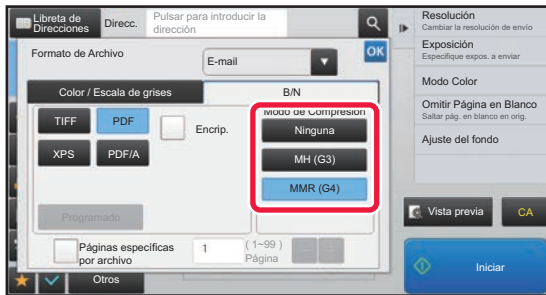 Libreta de
Direcciones
Direcc.
Pulsar para introducir la
dirección
Formato de Archivo
E-mail
OK
Color / Escala de grises
B/N
TIFF
PDF
Encrip.
XPS
PDF/A
Programado
Modo de Compresión
Ninguna
MH (G3)
MMR (G4)
Páginas específicas
por archivo
1
( 1~99 )
Página
Otros
Resolución
Cambiar la resolución de envío
Exposición
Especifique expos. a enviar
Modo Color
Omitir Página en Blanco
Saltar pág. en blanco en orig.
Ajuste del fondo
Vista previa
CA
Iniciar